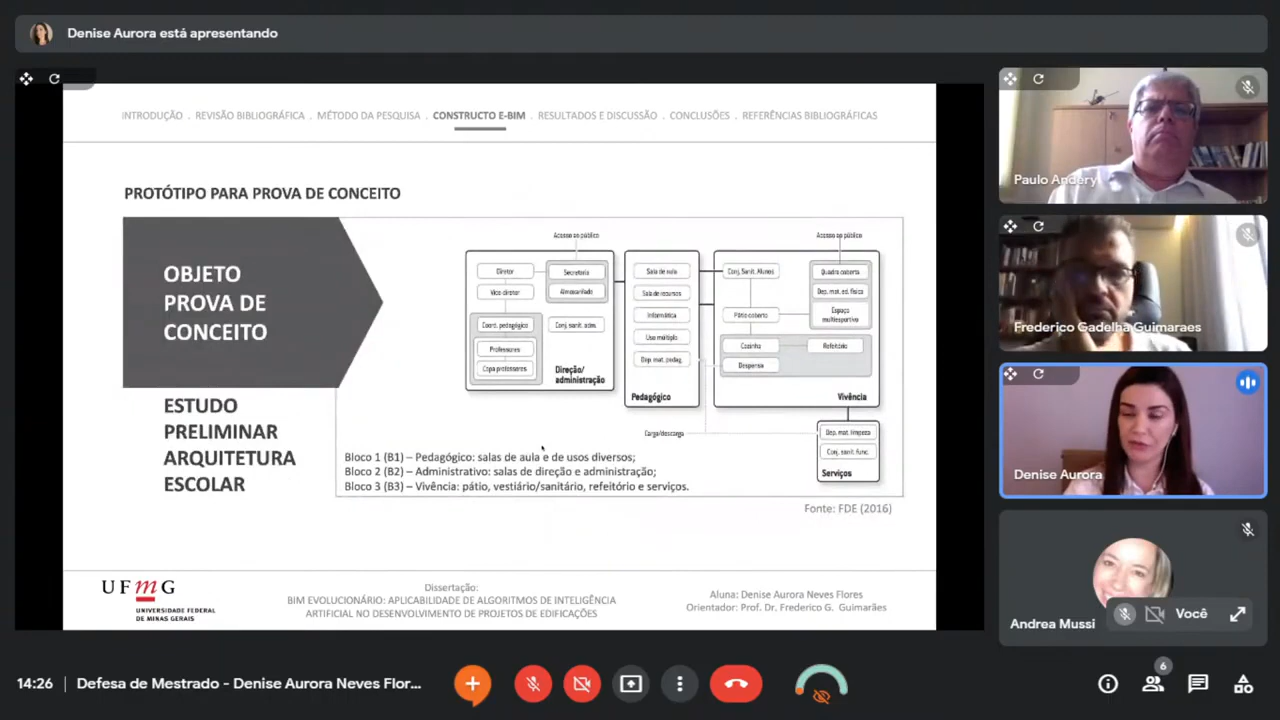 Denise Aurora está apresentando
INTRODUÇÃO . REVISÃO BIBLIOGRÁFICA . MÉTODO DA PESQUISA . CONSTRUCTO E-BIM . RESULTADOS E DISCUSSÃO . CONCLUSÕES . REFERÊNCIAS BIBLIOGRÁFICAS
PROTÓTIPO PARA PROVA DE CONCEITO
OBJETO
PROVA DE
CONCEITO
ESTUDO
PRELIMINAR
ARQUITETURA
ESCOLAR
Acesso ao público
Diretor
Secretaria
Vice-diretor
Almoxarifado
Coord. pedagógico
Conj. sanit. adm.
Professores
Copa professores
Direção/
administração
Sala de aula
Sala de recursos
Informática
Uso múltiplo
Dep. mat. pedag.
Pedagógico
Acesso ao público
Conj. Sanit. Alunos
Quadra coberta
Dep. mat. ed. física
Pátio coberto
Espaço
multiesportivo
Cozinha
Refeitório
Despensa
Vivência
Carga/descarga
Dep. mat. limpeza
Conj. sanit. func.
Serviços
Bloco 1 (B1) – Pedagógico: salas de aula e de usos diversos;
Bloco 2 (B2) – Administrativo: salas de direção e administração;
Bloco 3 (B3) – Vivência: pátio, vestiário/sanitário, refeitório e serviços.
Fonte: FDE (2016)
UFmG
UNIVERSIDADE FEDERAL
DE MINAS GERAIS
Dissertação:
BIM EVOLUCIONÁRIO: APLICABILIDADE DE ALGORITMOS DE INTELIGÊNCIA
ARTIFICIAL NO DESENVOLVIMENTO DE PROJETOS DE EDIFICAÇÕES
Aluna: Denise Aurora Neves Flores
Orientador: Prof. Dr. Frederico G. Guimarães
Paulo Andery
Frederico Gadelha Guimaraes
Denise Aurora
Andrea Mussi
Você
14:26 | Defesa de Mestrado - Denise Aurora Neves Flor...
6